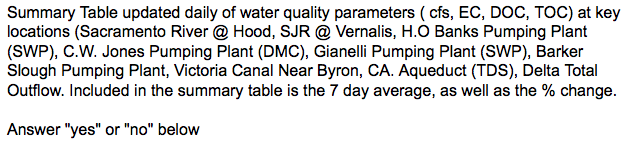 Summary Table updated daily of water quality parameters ( cfs, EC, DOC, TOC) at key
locations (Sacramento River @ Hood, SJR @ Vernalis, H.O Banks Pumping Plant
(SWP), C.W. Jones Pumping Plant (DMC), Gianelli Pumping Plant (SWP), Barker
Slough Pumping Plant, Victoria Canal Near Byron, CA. Aqueduct (TDS), Delta Total
Outflow. Included in the summary table is the 7 day average, as well as the % change.
Answer "yes" or "no" below